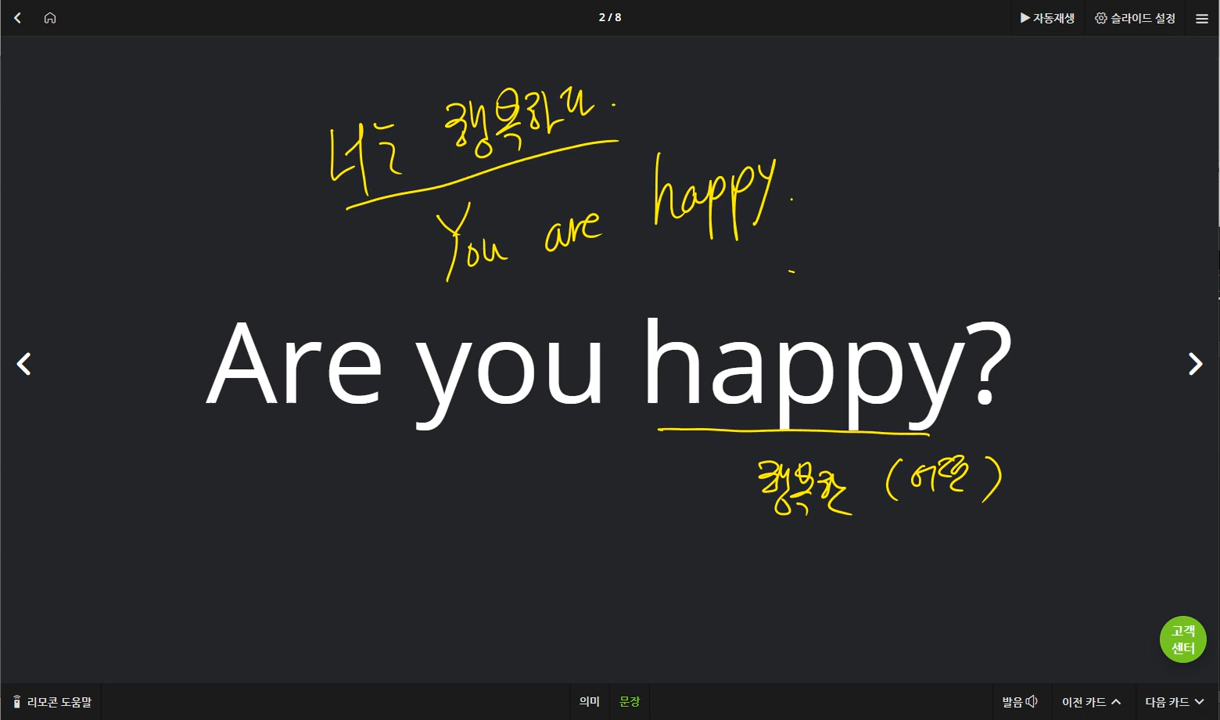 2 / 8
자동재생
슬라이드 설정
너는 행복하다.
You are happy.
Are you happy?
행복한
고객
센터
리모콘 도움말
의미
문장
발음
이전 카드
다음 카드